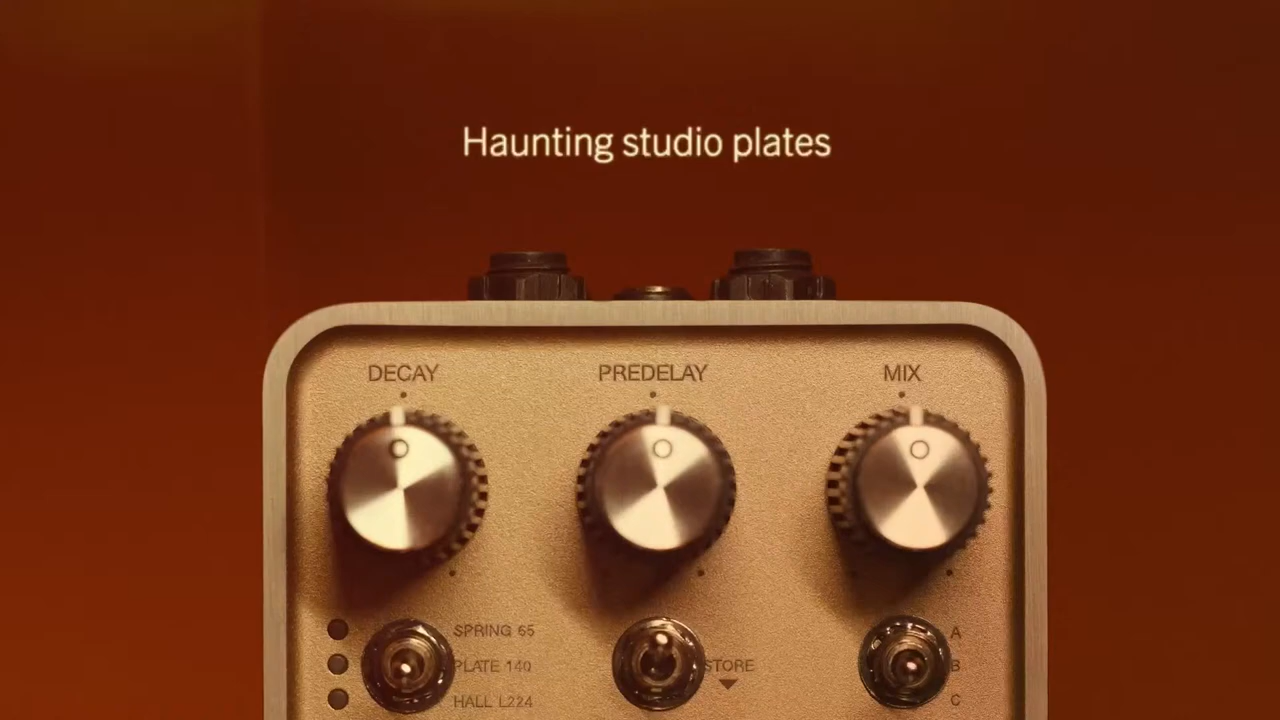 Haunting studio plates
DECAY PREDELAY MIX
SPRING 65 A
PLATE 140 STORE B
HALL L224 C